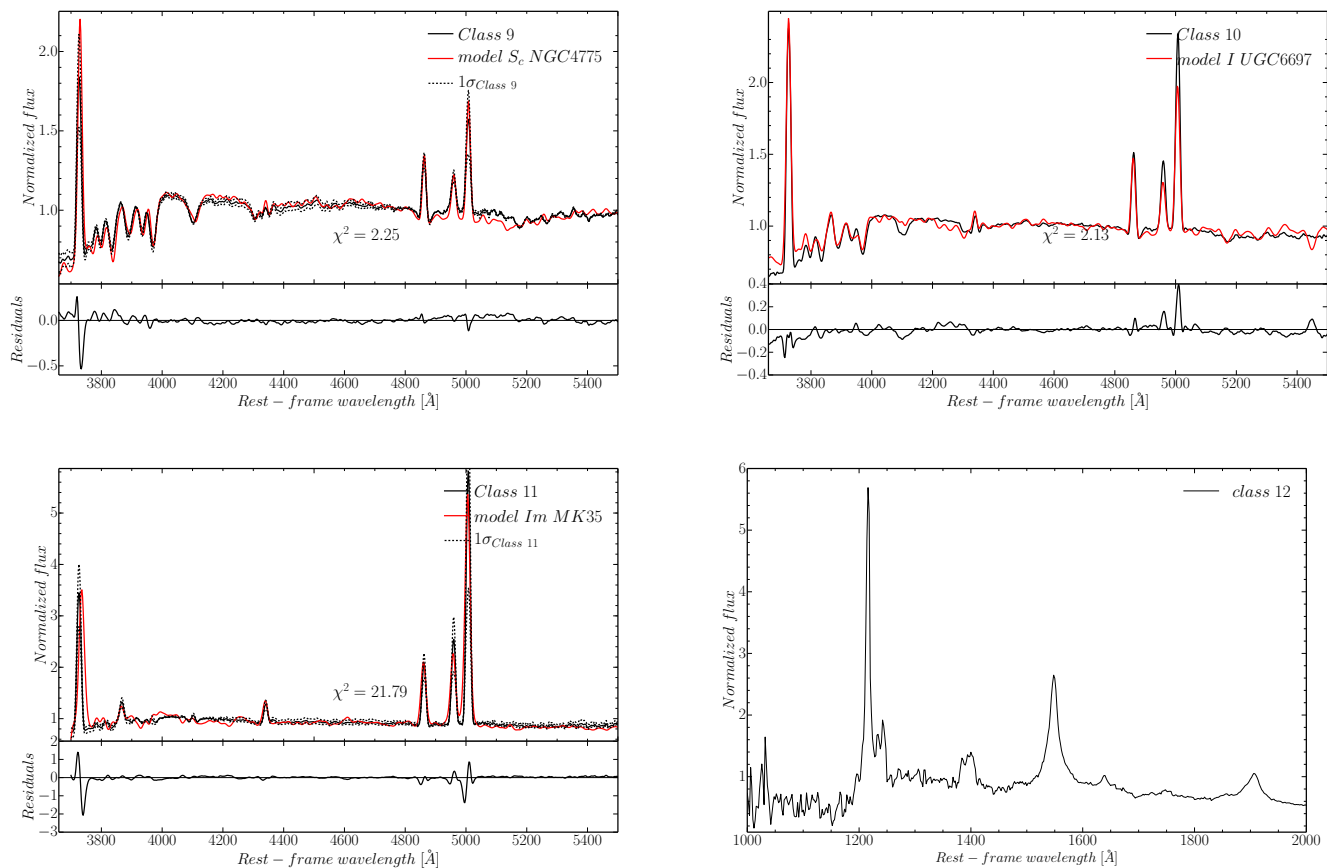 Class 9
model S_c NGC4775
1σ_Class 9
χ² = 2.25
Normalized flux
2.0
1.5
1.0
Residuals
0.0
−0.5
3800 4000 4200 4400 4600 4800 5000 5200 5400
Rest − frame wavelength [Å]
Class 10
model I UGC6697
χ² = 2.13
Normalized flux
2.0
1.5
1.0
0.4
Residuals
0.2
0.0
−0.2
−0.4
3800 4000 4200 4400 4600 4800 5000 5200 5400
Rest − frame wavelength [Å]
Class 11
model Im MK35
1σ_Class 11
χ² = 21.79
Normalized flux
5
4
3
2
1
2
Residuals
1
0
−1
−2
−3
3800 4000 4200 4400 4600 4800 5000 5200 5400
Rest − frame wavelength [Å]
class 12
Normalized flux
6
5
4
3
2
1
1000 1200 1400 1600 1800 2000
Rest − frame wavelength [Å]